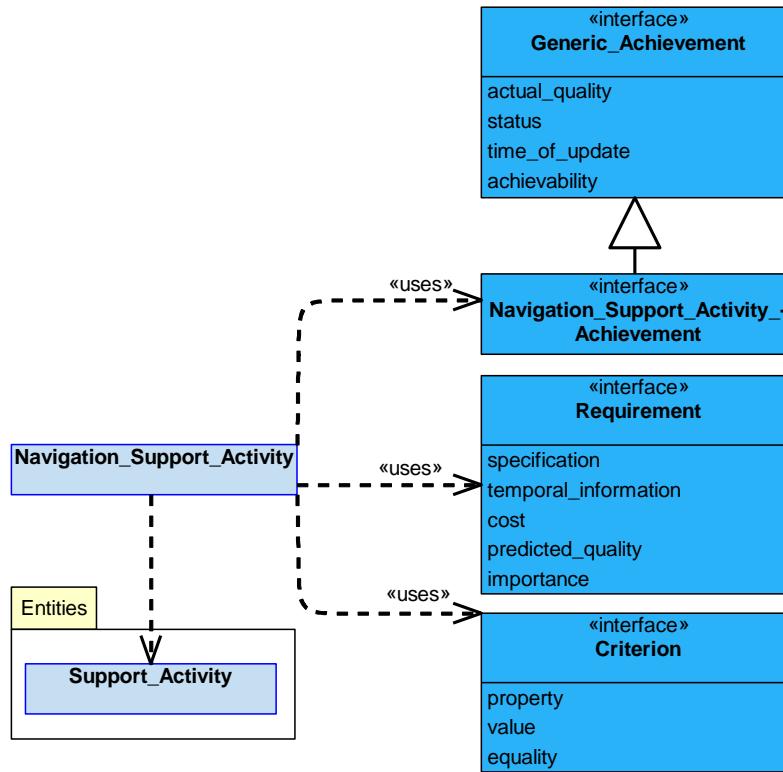 «interface»
Generic_Achievement
actual_quality
status
time_of_update
achievability
«uses»
«interface»
Navigation_Support_Activity_-
Achievement
«interface»
Requirement
specification
temporal_information
cost
predicted_quality
importance
Navigation_Support_Activity
«uses»
«uses»
Entities
Support_Activity
«interface»
Criterion
property
value
equality